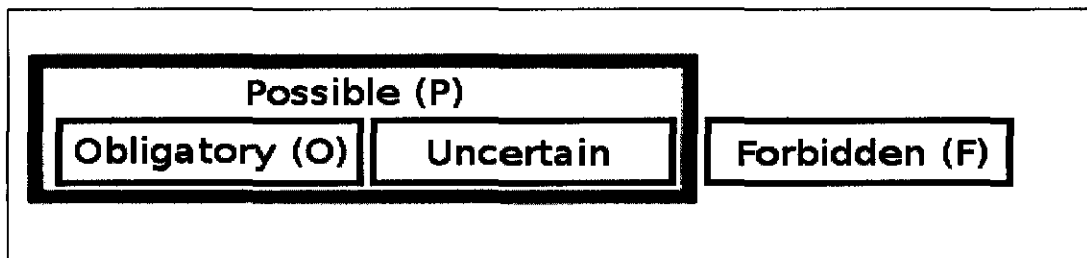 Possible (P)
Obligatory (O) Uncertain Forbidden (F)